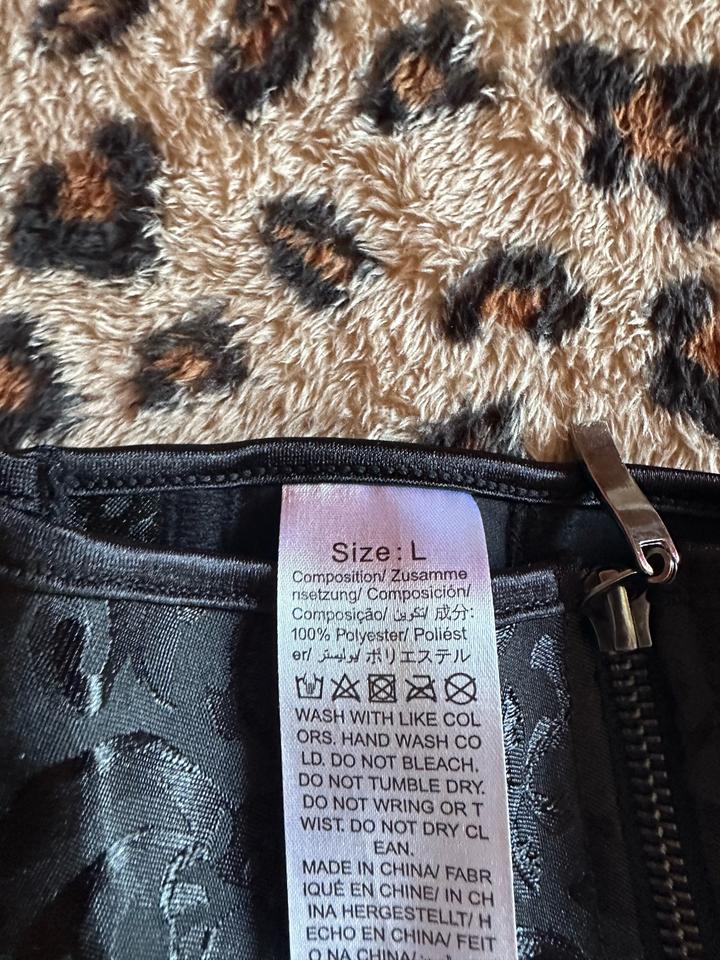 Size: L
Composition/ Zusamme
nsetzung/ Composición/
Composição/ تكوين/ 成分:
100% Polyester/ Poliést
er/ بوليستر/ ポリエステル
WASH WITH LIKE COL
ORS. HAND WASH CO
LD. DO NOT BLEACH.
DO NOT TUMBLE DRY.
DO NOT WRING OR T
WIST. DO NOT DRY CL
EAN.
MADE IN CHINA/ FABR
IQUÉ EN CHINE/ IN CH
INA HERGESTELLT/ H
ECHO EN CHINA/ FEIT
O NA CHINA/